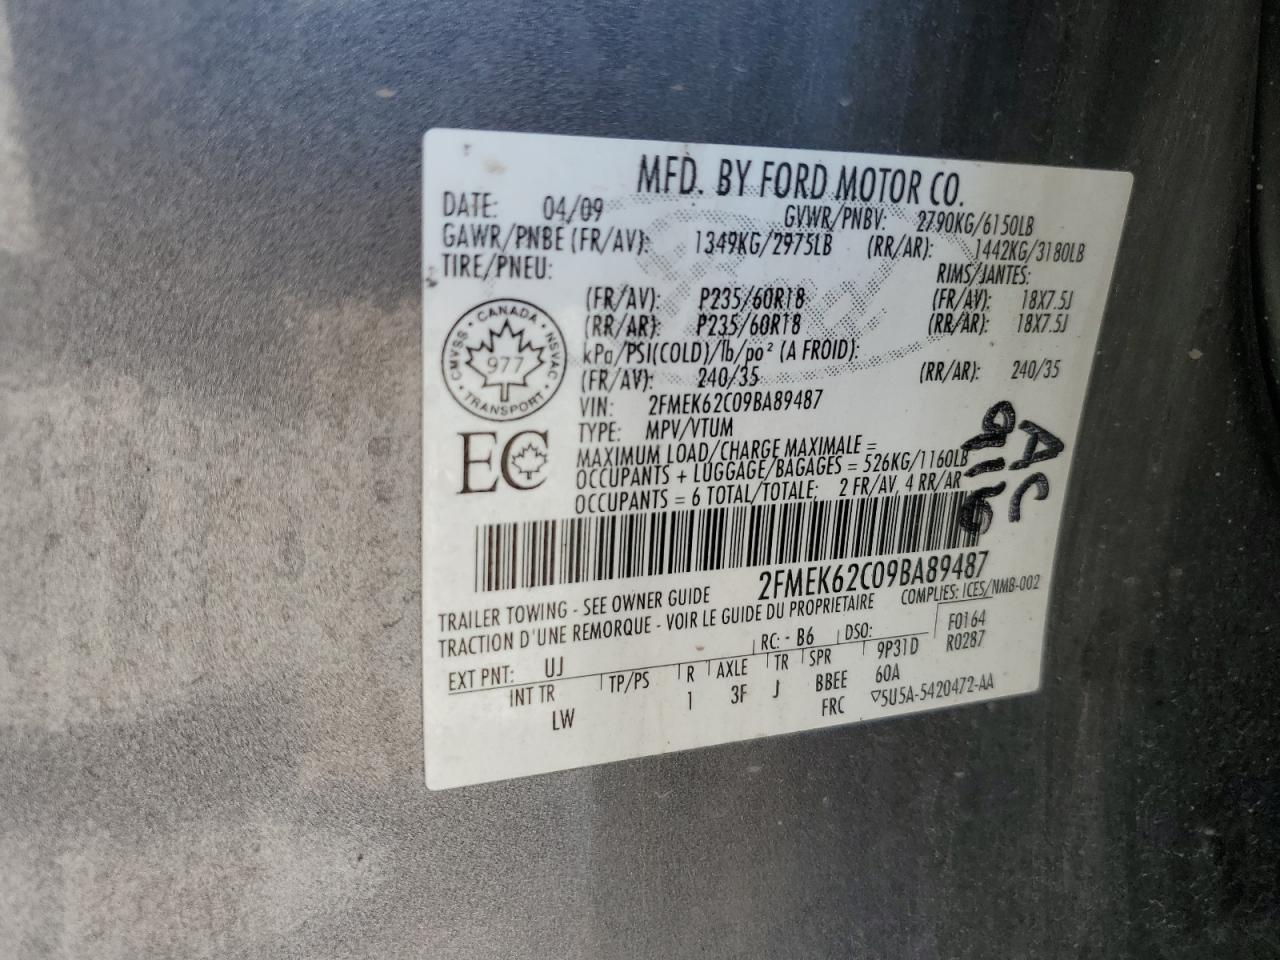 MFD. BY FORD MOTOR CO.
DATE: 04/09 GVWR/PNBV: 2790KG/6150LB
GAWR/PNBE (FR/AV): 1349KG/2975LB (RR/AR): 1442KG/3180LB
TIRE/PNEU: RIMS/JANTES:
(FR/AV): P235/60R18 (FR/AV): 18X7.5J
(RR/AR): P235/60R18 (RR/AR): 18X7.5J
kPa/PSI(COLD)/lb/po² (A FROID):
(FR/AV): 240/35 (RR/AR): 240/35
VIN: 2FMEK62C09BA89487
TYPE: MPV/VTUM
CANADA
CMVSS • NSVAC
977
TRANSPORT
EC
MAXIMUM LOAD/CHARGE MAXIMALE =
OCCUPANTS + LUGGAGE/BAGAGES = 526KG/1160LB
OCCUPANTS = 6 TOTAL/TOTALE; 2 FR/AV, 4 RR/AR
AC
2FMEK62C09BA89487
TRAILER TOWING - SEE OWNER GUIDE COMPLIES: ICES/NMB-002
TRACTION D'UNE REMORQUE - VOIR LE GUIDE DU PROPRIETAIRE
EXT PNT: UJ RC: - B6 DSO: F0164
R0287
INT TR TP/PS R AXLE TR SPR 9P31D
LW 1 3F J BBEE 60A
FRC 5U5A-5420472-AA